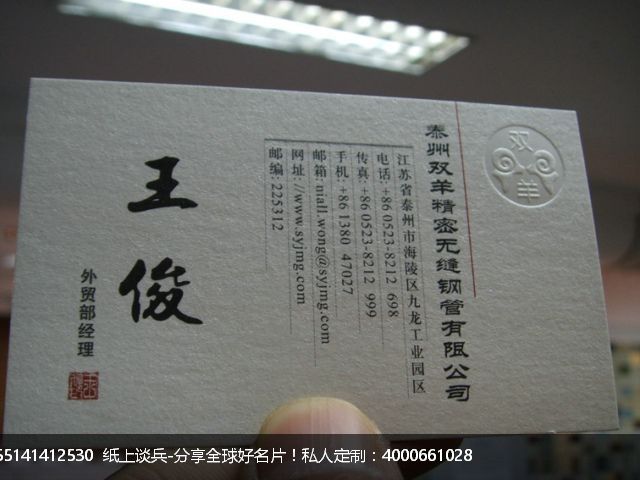 双羊
泰州双羊精密无缝钢管有限公司
江苏省泰州市海陵区九龙工业园区
电话：+86 0523-8212 698
传真：+86 0523-8212 999
手机：+86 1380 47027
邮箱：niall.wong@syjmg.com
网址：//www.syjmg.com
邮编：225312
王俊
外贸部经理
55141412530 纸上谈兵-分享全球好名片！私人定制：4000661028